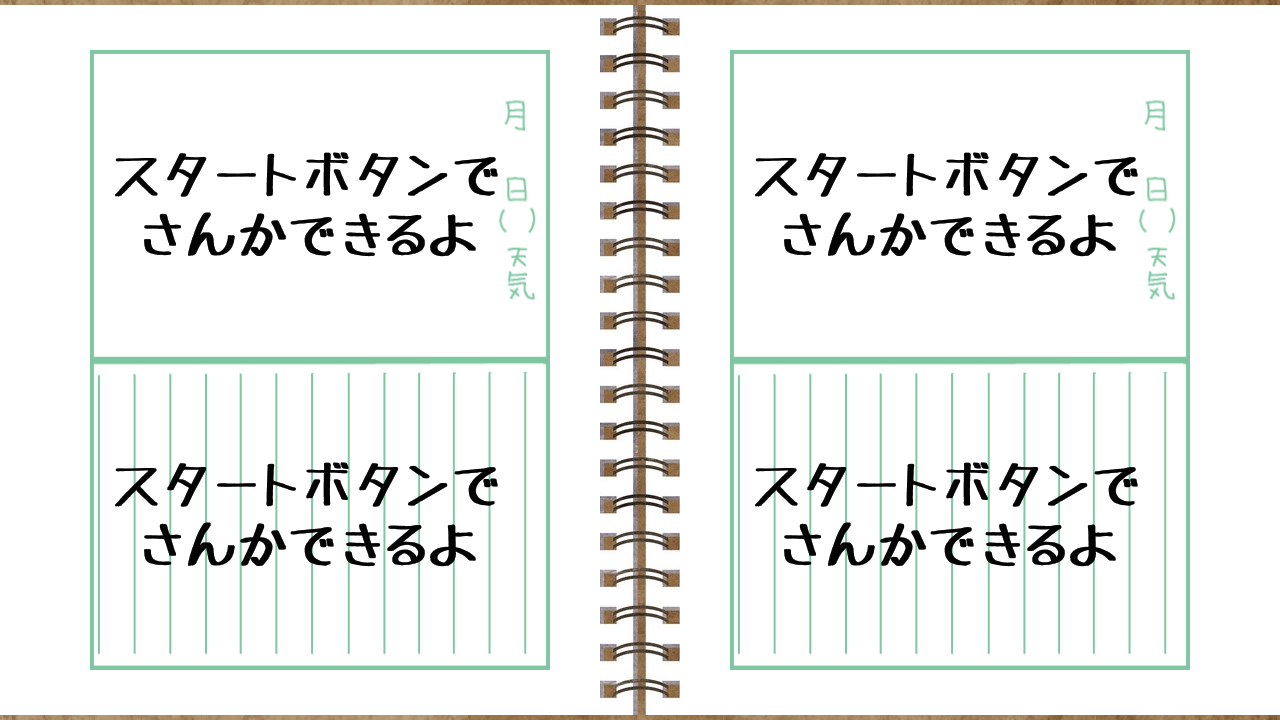 スタートボタンで
さんかできるよ
月
日
( )
天
気
スタートボタンで
さんかできるよ
スタートボタンで
さんかできるよ
月
日
( )
天
気
スタートボタンで
さんかできるよ